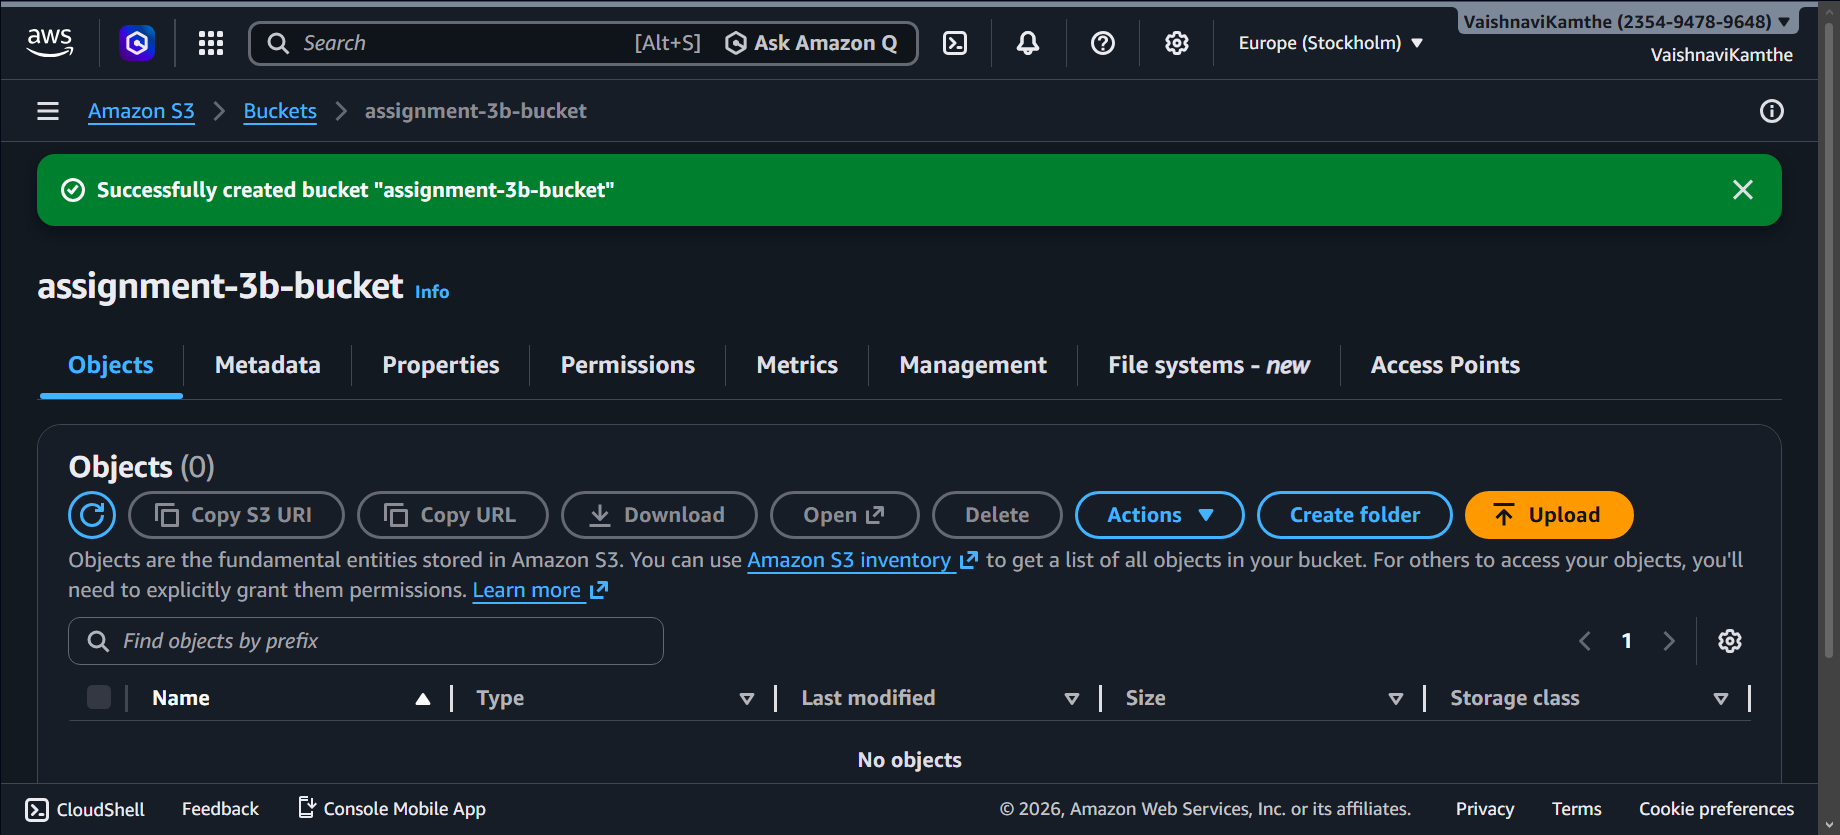 aws
Search [Alt+S] Ask Amazon Q Europe (Stockholm) VaishnaviKamthe (2354-9478-9648)
VaishnaviKamthe
Amazon S3 Buckets assignment-3b-bucket
Successfully created bucket "assignment-3b-bucket"
assignment-3b-bucket Info
Objects Metadata Properties Permissions Metrics Management File systems - new Access Points
Objects (0)
Copy S3 URI Copy URL Download Open Delete Actions Create folder Upload
Objects are the fundamental entities stored in Amazon S3. You can use Amazon S3 inventory to get a list of all objects in your bucket. For others to access your objects, you'll
need to explicitly grant them permissions. Learn more
Find objects by prefix 1
Name Type Last modified Size Storage class
No objects
CloudShell Feedback Console Mobile App © 2026, Amazon Web Services, Inc. or its affiliates. Privacy Terms Cookie preferences